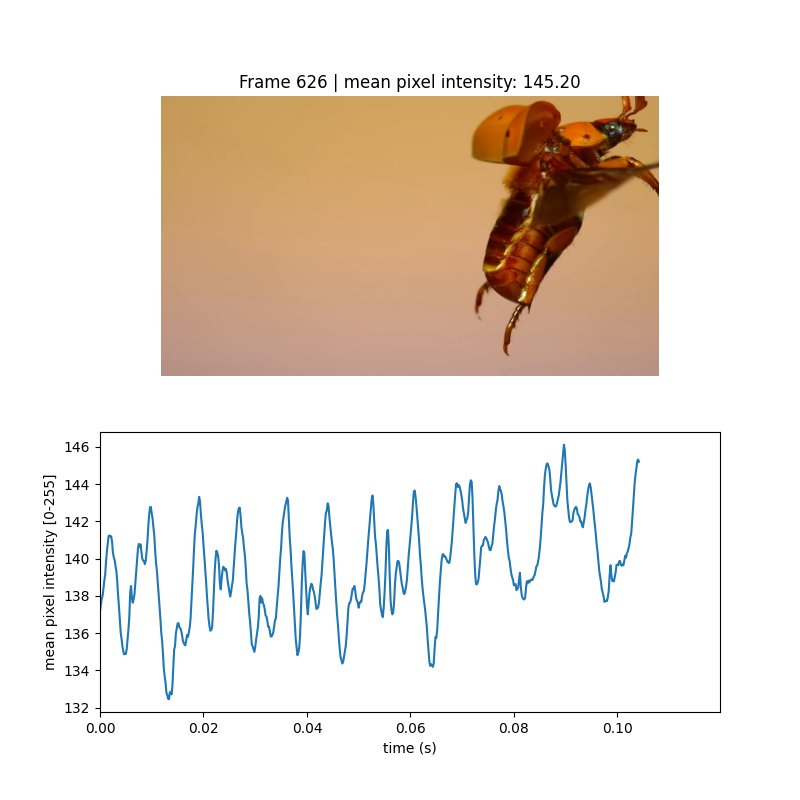 Frame 626 | mean pixel intensity: 145.20
146
144
142
140
138
136
134
132
mean pixel intensity [0-255]
0.00 0.02 0.04 0.06 0.08 0.10
time (s)